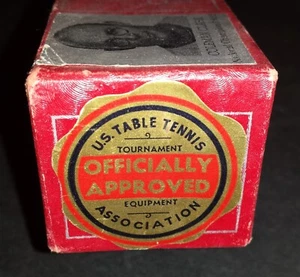 U.S. TABLE TENNIS
TOURNAMENT
OFFICIALLY
APPROVED
EQUIPMENT
ASSOCIATION